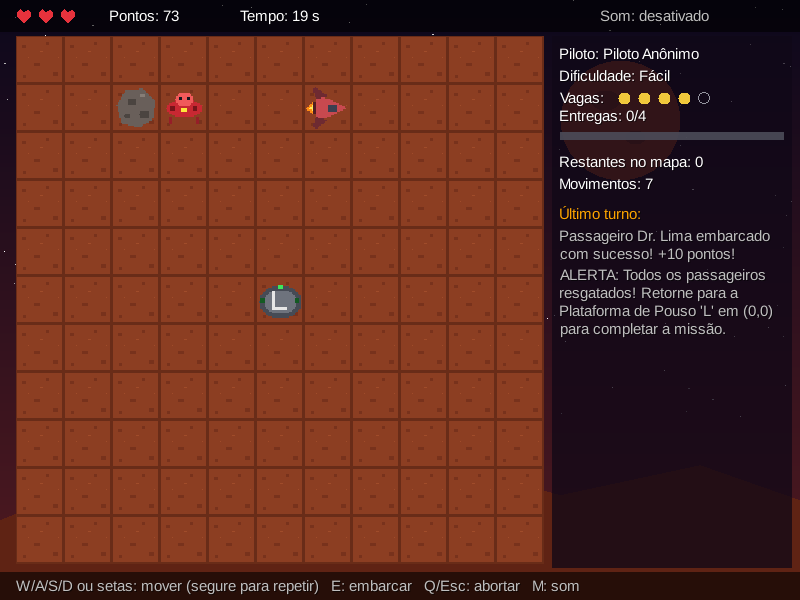 Pontos: 73 Tempo: 19 s Som: desativado
Piloto: Piloto Anônimo
Dificuldade: Fácil
Vagas:
Entregas: 0/4
Restantes no mapa: 0
Movimentos: 7
Último turno:
Passageiro Dr. Lima embarcado
com sucesso! +10 pontos!
ALERTA: Todos os passageiros
resgatados! Retorne para a
Plataforma de Pouso 'L' em (0,0)
para completar a missão.
L
W/A/S/D ou setas: mover (segure para repetir) E: embarcar Q/Esc: abortar M: som